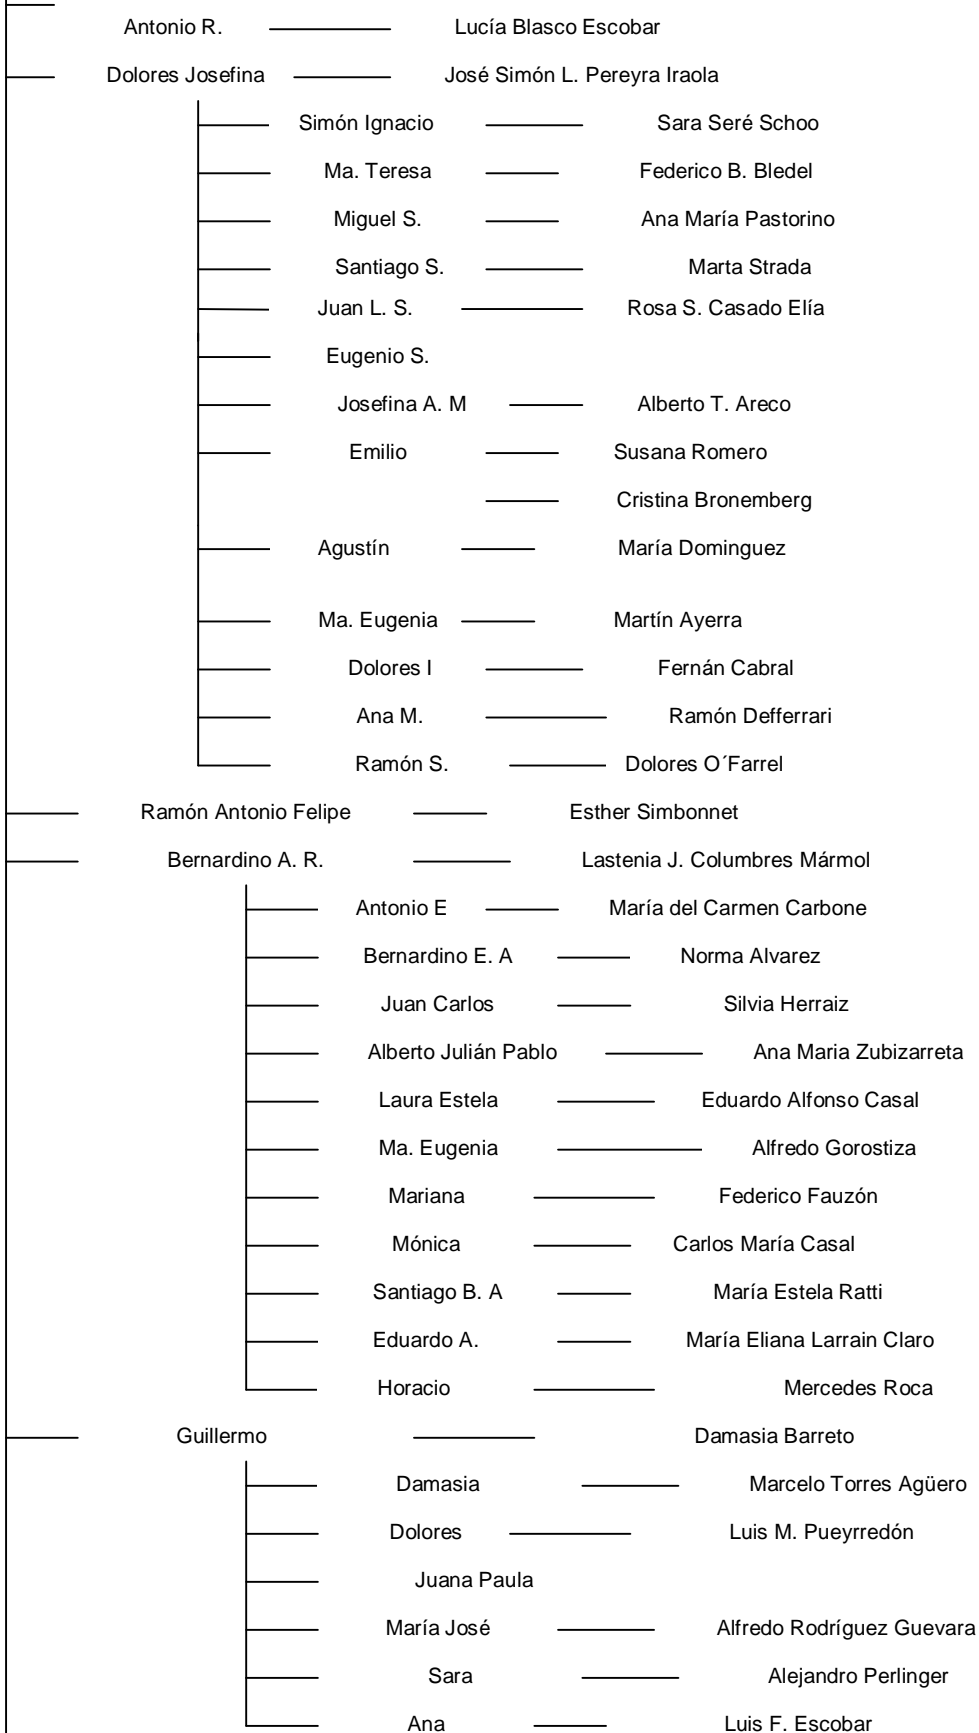 Antonio R. Lucía Blasco Escobar
Dolores Josefina José Simón L. Pereyra Iraola
Simón Ignacio Sara Seré Schoo
Ma. Teresa Federico B. Bledel
Miguel S. Ana María Pastorino
Santiago S. Marta Strada
Juan L. S. Rosa S. Casado Elía
Eugenio S.
Josefina A. M Alberto T. Areco
Emilio Susana Romero
Cristina Bronemberg
Agustín María Dominguez
Ma. Eugenia Martín Ayerra
Dolores I Fernán Cabral
Ana M. Ramón Defferrari
Ramón S. Dolores O´Farrel
Ramón Antonio Felipe Esther Simbonnet
Bernardino A. R. Lastenia J. Columbres Mármol
Antonio E María del Carmen Carbone
Bernardino E. A Norma Alvarez
Juan Carlos Silvia Herraiz
Alberto Julián Pablo Ana Maria Zubizarreta
Laura Estela Eduardo Alfonso Casal
Ma. Eugenia Alfredo Gorostiza
Mariana Federico Fauzón
Mónica Carlos María Casal
Santiago B. A María Estela Ratti
Eduardo A. María Eliana Larrain Claro
Horacio Mercedes Roca
Guillermo Damasia Barreto
Damasia Marcelo Torres Agüero
Dolores Luis M. Pueyrredón
Juana Paula
María José Alfredo Rodríguez Guevara
Sara Alejandro Perlinger
Ana Luis F. Escobar